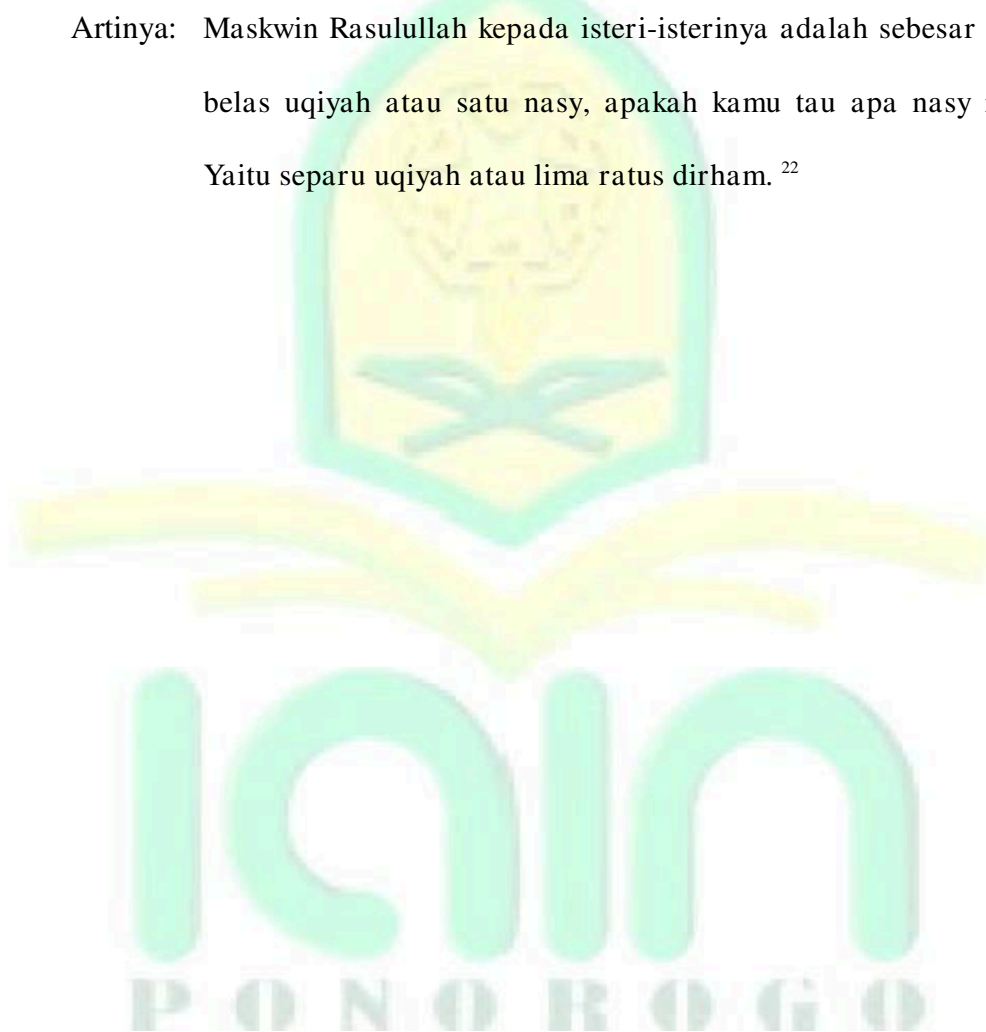 Artinya: Maskwin Rasulullah kepada isteri-isterinya adalah sebesar
belas uqiyah atau satu nasy, apakah kamu tau apa nasy
Yaitu separu uqiyah atau lima ratus dirham. 22
iain
PONOROGO